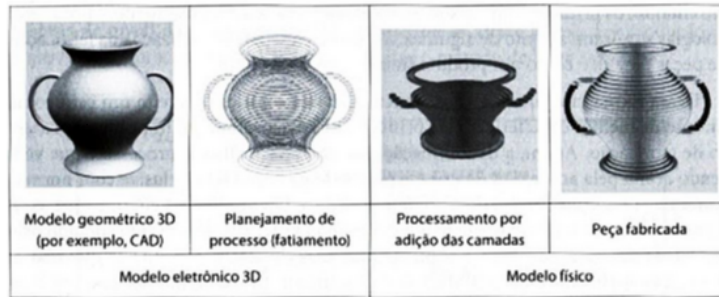 Modelo geométrico 3D
(por exemplo, CAD)
Planejamento de
processo (fatiamento)
Processamento por
adição das camadas
Peça fabricada
Modelo eletrônico 3D
Modelo físico